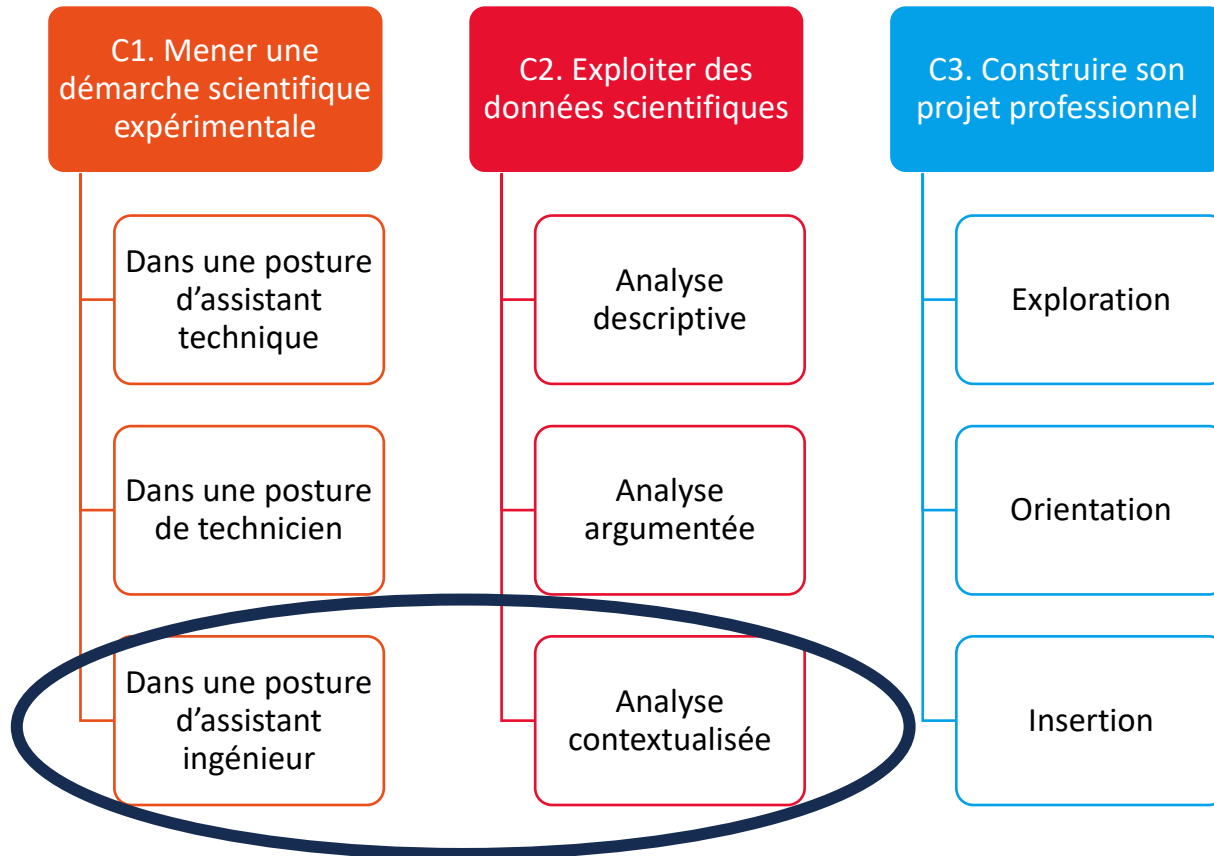 C1. Mener une
démarche scientifique
expérimentale
Dans une posture
d'assistant
technique
Dans une posture
de technicien
Dans une posture
d'assistant
ingénieur
C2. Exploiter des
données scientifiques
Analyse
descriptive
Analyse
argumentée
Analyse
contextualisée
C3. Construire son
projet professionnel
Exploration
Orientation
Insertion